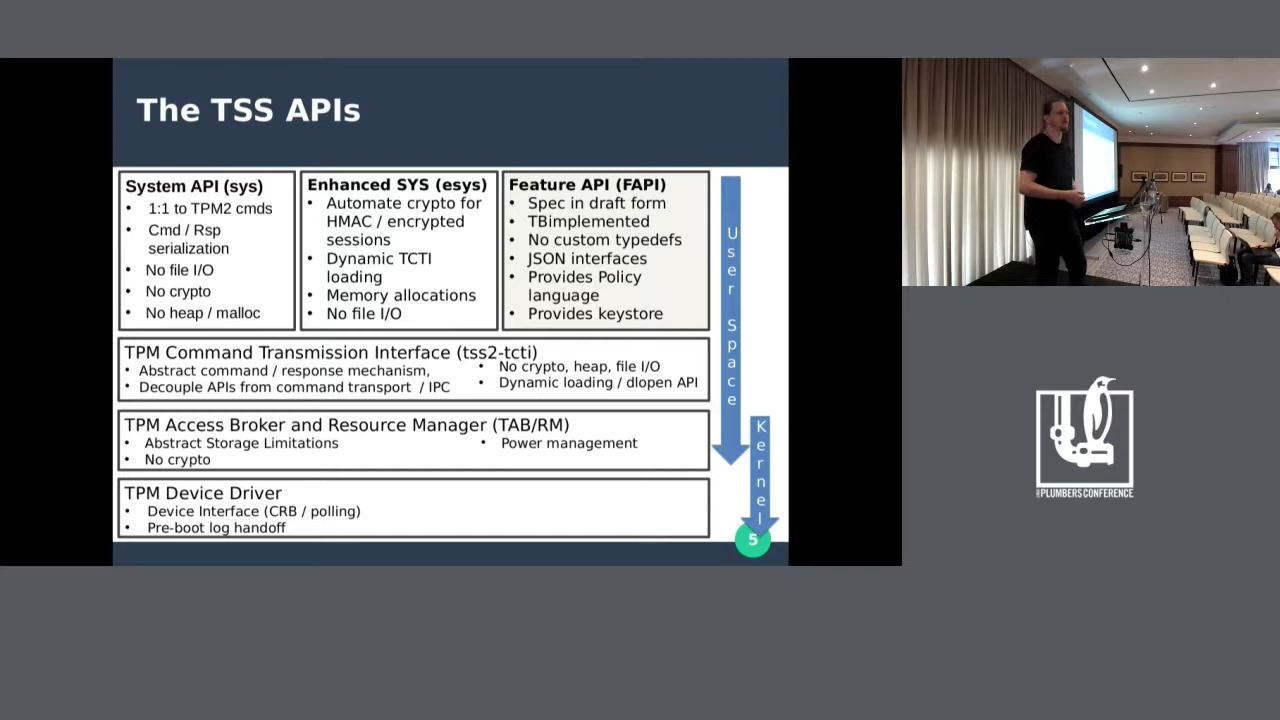 The TSS APIs
System API (sys)
• 1:1 to TPM2 cmds
• Cmd / Rsp
serialization
• No file I/O
• No crypto
• No heap / malloc
Enhanced SYS (esys)
• Automate crypto for
HMAC / encrypted
sessions
• Dynamic TCTI
loading
• Memory allocations
• No file I/O
Feature API (FAPI)
• Spec in draft form
• TBimplemented
• No custom typedefs
• JSON interfaces
• Provides Policy
language
• Provides keystore
User Space
TPM Command Transmission Interface (tss2-tcti)
• Abstract command / response mechanism,
• Decouple APIs from command transport / IPC
• No crypto, heap, file I/O
• Dynamic loading / dlopen API
TPM Access Broker and Resource Manager (TAB/RM)
• Abstract Storage Limitations
• No crypto
• Power management
Kernel
TPM Device Driver
• Device Interface (CRB / polling)
• Pre-boot log handoff
5
PLUMBERS CONFERENCE